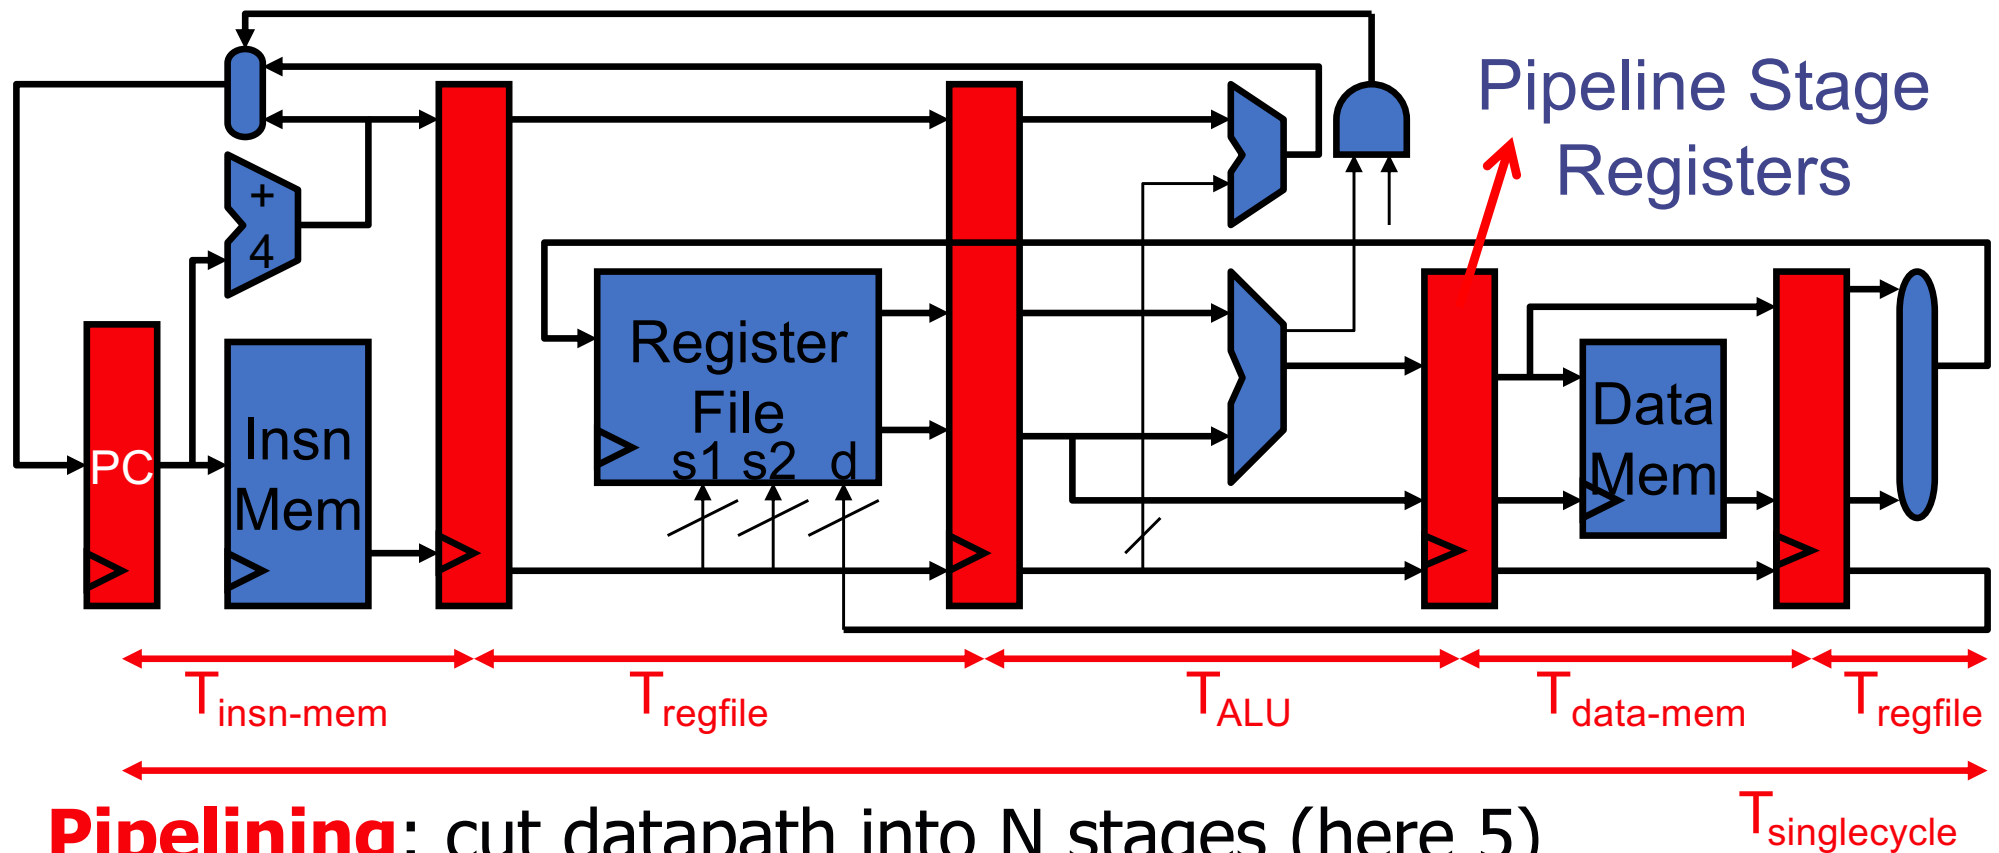 Pipeline Stage
Registers
+
4
PC
Insn
Mem
Register
File
s1 s2 d
Data
Mem
Tinsn-mem
Tregfile
TALU
Tdata-mem
Tregfile
Tsinglecycle
Pipelining: cut datapath into N stages (here 5)